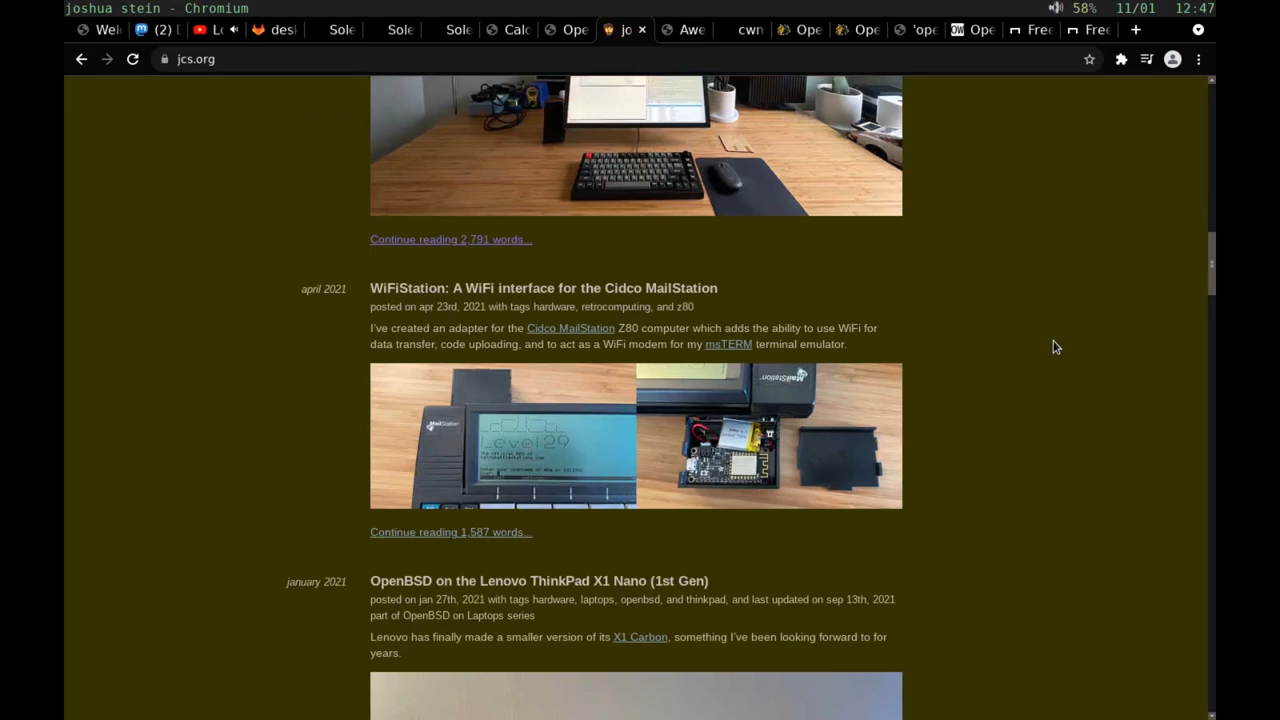 joshua stein - Chromium 58% 11/01 12:47
Wel (2) L desk Sole Sole Sole Calc Ope jo Awe cwn Ope Ope 'ope Ope Free Free
jcs.org
Continue reading 2,791 words...
april 2021
WiFiStation: A WiFi interface for the Cidco MailStation
posted on apr 23rd, 2021 with tags hardware, retrocomputing, and z80
I've created an adapter for the Cidco MailStation Z80 computer which adds the ability to use WiFi for
data transfer, code uploading, and to act as a WiFi modem for my msTERM terminal emulator.
MailStation
MailStation
Level 29
Continue reading 1,587 words...
january 2021
OpenBSD on the Lenovo ThinkPad X1 Nano (1st Gen)
posted on jan 27th, 2021 with tags hardware, laptops, openbsd, and thinkpad, and last updated on sep 13th, 2021
part of OpenBSD on Laptops series
Lenovo has finally made a smaller version of its X1 Carbon, something I've been looking forward to for
years.